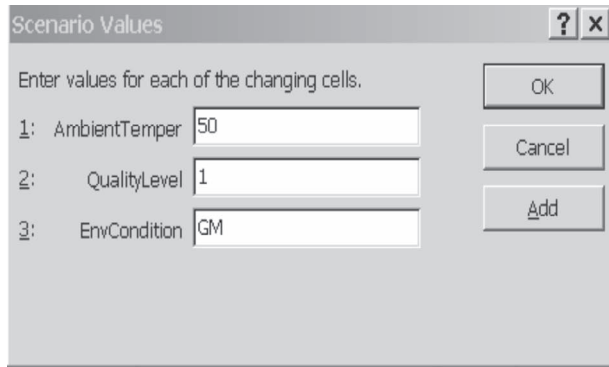 Scenario Values ? ×
Enter values for each of the changing cells.
1: AmbientTemper 50
2: QualityLevel 1
3: EnvCondition GM
OK
Cancel
Add